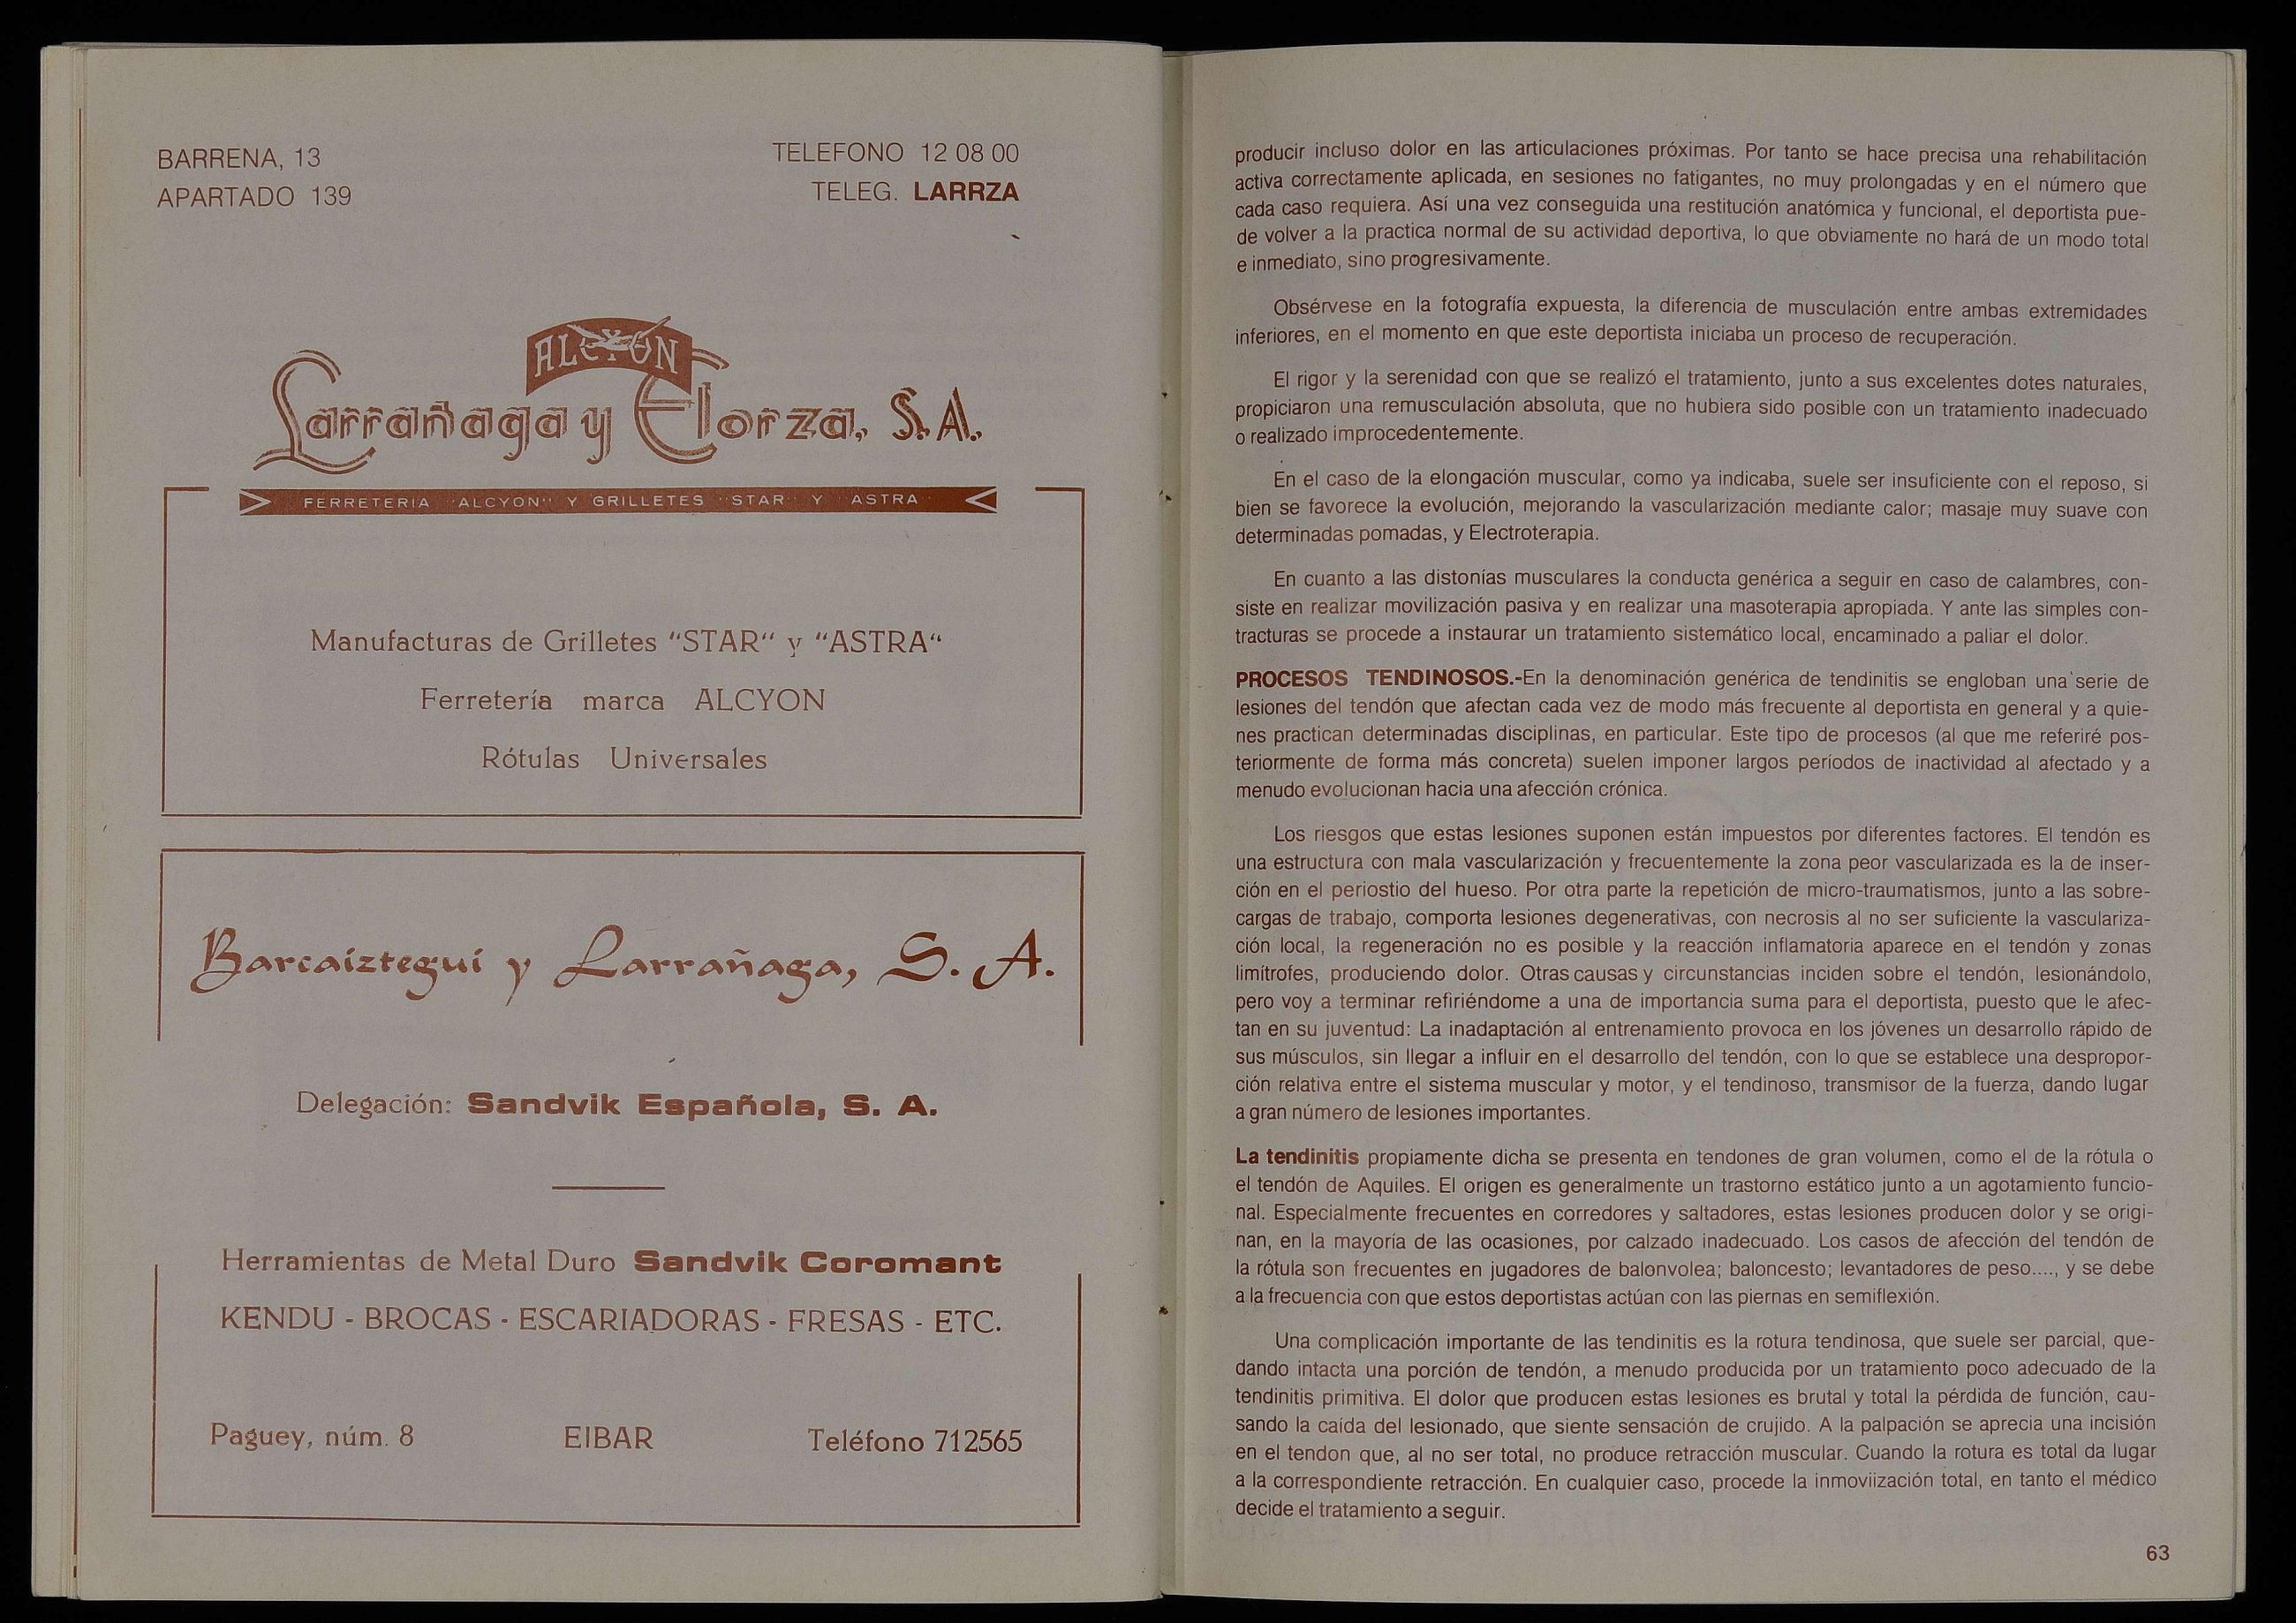 BARRENA, 13
APARTADO 139
TELEFONO 12 08 00
TELEG. LARRZA
ALCYON
Larrañaga y Elorza, S.A.
FERRETERIA "ALCYON" Y GRILLETES "STAR" Y "ASTRA"
Manufacturas de Grilletes "STAR" y "ASTRA"
Ferretería marca ALCYON
Rótulas Universales
Barcaiztegui y Larrañaga, S. A.
Delegación: Sandvik Española, S. A.
Herramientas de Metal Duro Sandvik Coromant
KENDU - BROCAS - ESCARIADORAS - FRESAS - ETC.
Paguey, núm. 8 EIBAR Teléfono 712565
producir incluso dolor en las articulaciones próximas. Por tanto se hace precisa una rehabilitación
activa correctamente aplicada, en sesiones no fatigantes, no muy prolongadas y en el número que
cada caso requiera. Así una vez conseguida una restitución anatómica y funcional, el deportista pue-
de volver a la practica normal de su actividad deportiva, lo que obviamente no hará de un modo total
e inmediato, sino progresivamente.
Obsérvese en la fotografía expuesta, la diferencia de musculación entre ambas extremidades
inferiores, en el momento en que este deportista iniciaba un proceso de recuperación.
El rigor y la serenidad con que se realizó el tratamiento, junto a sus excelentes dotes naturales,
propiciaron una remusculación absoluta, que no hubiera sido posible con un tratamiento inadecuado
o realizado improcedentemente.
En el caso de la elongación muscular, como ya indicaba, suele ser insuficiente con el reposo, si
bien se favorece la evolución, mejorando la vascularización mediante calor; masaje muy suave con
determinadas pomadas, y Electroterapia.
En cuanto a las distonías musculares la conducta genérica a seguir en caso de calambres, con-
siste en realizar movilización pasiva y en realizar una masoterapia apropiada. Y ante las simples con-
tracturas se procede a instaurar un tratamiento sistemático local, encaminado a paliar el dolor.
PROCESOS TENDINOSOS.-En la denominación genérica de tendinitis se engloban una serie de
lesiones del tendón que afectan cada vez de modo más frecuente al deportista en general y a quie-
nes practican determinadas disciplinas, en particular. Este tipo de procesos (al que me referiré pos-
teriormente de forma más concreta) suelen imponer largos períodos de inactividad al afectado y a
menudo evolucionan hacia una afección crónica.
Los riesgos que estas lesiones suponen están impuestos por diferentes factores. El tendón es
una estructura con mala vascularización y frecuentemente la zona peor vascularizada es la de inser-
ción en el periostio del hueso. Por otra parte la repetición de micro-traumatismos, junto a las sobre-
cargas de trabajo, comporta lesiones degenerativas, con necrosis al no ser suficiente la vasculariza-
ción local, la regeneración no es posible y la reacción inflamatoria aparece en el tendón y zonas
limítrofes, produciendo dolor. Otras causas y circunstancias inciden sobre el tendón, lesionándolo,
pero voy a terminar refiriéndome a una de importancia suma para el deportista, puesto que le afec-
tan en su juventud: La inadaptación al entrenamiento provoca en los jóvenes un desarrollo rápido de
sus músculos, sin llegar a influir en el desarrollo del tendón, con lo que se establece una despropor-
ción relativa entre el sistema muscular y motor, y el tendinoso, transmisor de la fuerza, dando lugar
a gran número de lesiones importantes.
La tendinitis propiamente dicha se presenta en tendones de gran volumen, como el de la rótula o
el tendón de Aquiles. El origen es generalmente un trastorno estático junto a un agotamiento funcio-
nal. Especialmente frecuentes en corredores y saltadores, estas lesiones producen dolor y se origi-
nan, en la mayoría de las ocasiones, por calzado inadecuado. Los casos de afección del tendón de
la rótula son frecuentes en jugadores de balonvolea; baloncesto; levantadores de peso...., y se debe
a la frecuencia con que estos deportistas actúan con las piernas en semiflexión.
Una complicación importante de las tendinitis es la rotura tendinosa, que suele ser parcial, que-
dando intacta una porción de tendón, a menudo producida por un tratamiento poco adecuado de la
tendinitis primitiva. El dolor que producen estas lesiones es brutal y total la pérdida de función, cau-
sando la caída del lesionado, que siente sensación de crujido. A la palpación se aprecia una incisión
en el tendon que, al no ser total, no produce retracción muscular. Cuando la rotura es total da lugar
a la correspondiente retracción. En cualquier caso, procede la inmoviización total, en tanto el médico
decide el tratamiento a seguir.
63